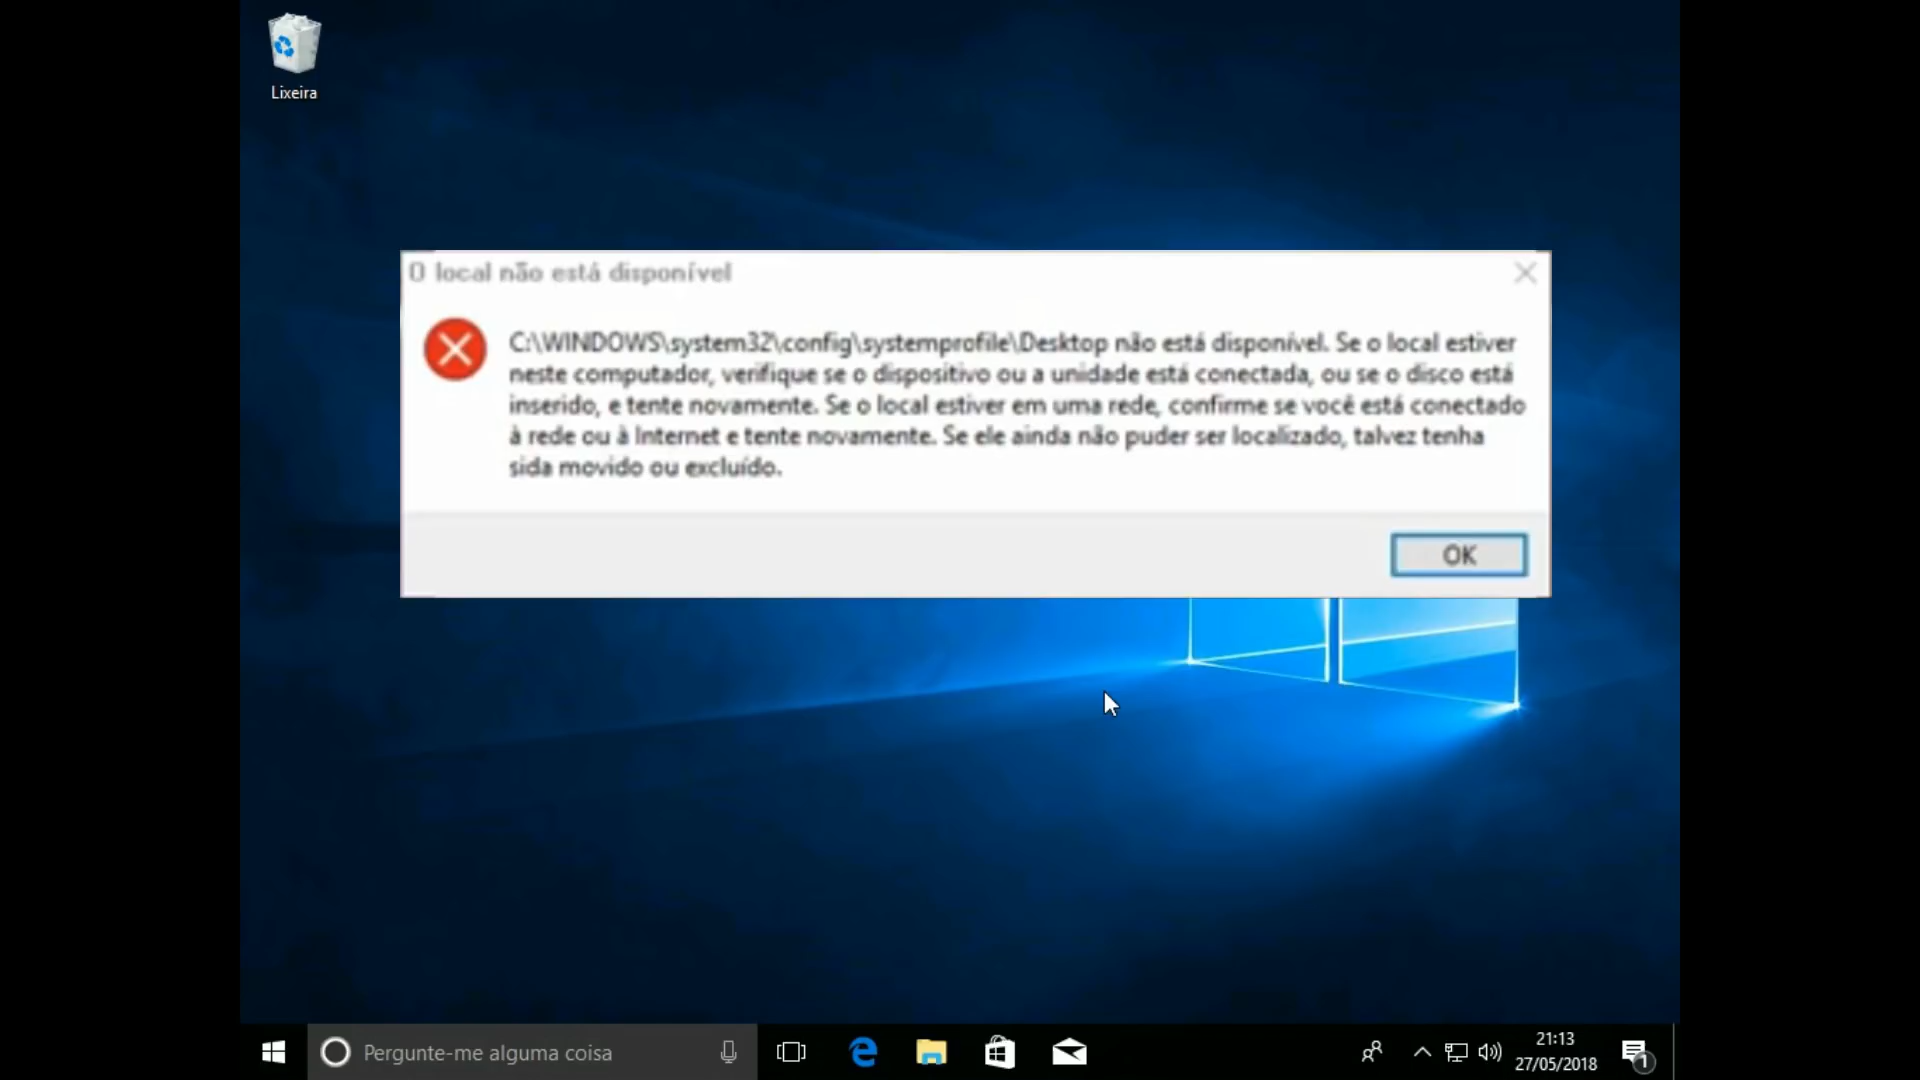 Lixeira
O local não está disponível
C:\WINDOWS\system32\config\systemprofile\Desktop não está disponível. Se o local estiver
neste computador, verifique se o dispositivo ou a unidade está conectada, ou se o disco está
inserido, e tente novamente. Se o local estiver em uma rede, confirme se você está conectado
à rede ou à Internet e tente novamente. Se ele ainda não puder ser localizado, talvez tenha
sida movido ou excluído.
OK
Pergunte-me alguma coisa
21:13
27/05/2018
1